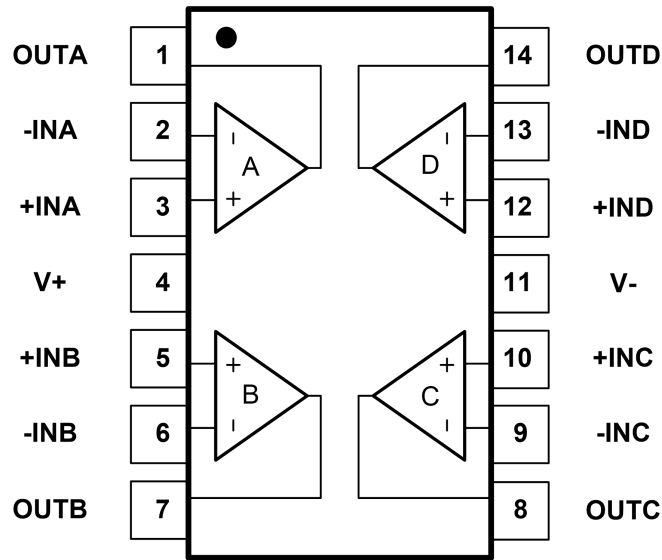 OUTA 1 14 OUTD
-INA 2 - - 13 -IND
A D
+INA 3 + + 12 +IND
V+ 4 11 V-
+INB 5 + + 10 +INC
B C
-INB 6 - - 9 -INC
OUTB 7 8 OUTC